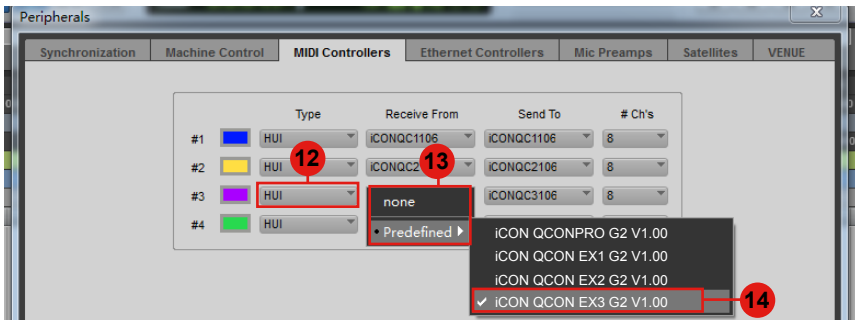 Peripherals
Synchronization Machine Control MIDI Controllers Ethernet Controllers Mic Preamps Satellites VENUE
Type Receive From Send To # Ch's
#1 HUI iCONQC1106 iCONQC1106 8
#2 HUI 12 iCONQC2 13 iCONQC2106 8
#3 HUI none iCONQC3106 8
#4 HUI • Predefined
iCON QCONPRO G2 V1.00
iCON QCON EX1 G2 V1.00
iCON QCON EX2 G2 V1.00
✓ iCON QCON EX3 G2 V1.00 14